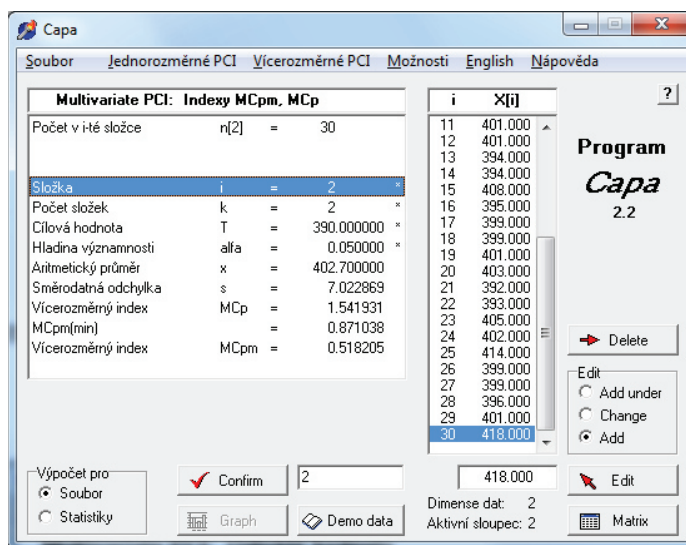 Capa
Soubor Jednorozměrné PCI Vícerozměrné PCI Možnosti English Nápověda
Multivariate PCI: Indexy MCpm, MCp
Počet v i-té složce n[2] = 30
Složka i = 2 *
Počet složek k = 2 *
Cílová hodnota T = 390.000000 *
Hladina významnosti alfa = 0.050000 *
Aritmetický průměr x = 402.700000
Směrodatná odchylka s = 7.022869
Vícerozměrný index MCp = 1.541931
MCpm(min) = 0.871038
Vícerozměrný index MCpm = 0.518205
i X[i]
11 401.000
12 401.000
13 394.000
14 394.000
15 408.000
16 395.000
17 399.000
18 399.000
19 401.000
20 403.000
21 392.000
22 393.000
23 405.000
24 402.000
25 414.000
26 399.000
27 399.000
28 396.000
29 401.000
30 418.000
?
Program
Capa
2.2
Delete
Edit
Add under
Change
Add
Výpočet pro
Soubor
Statistiky
Confirm
2
Graph
Demo data
418.000
Dimense dat: 2
Aktivní sloupec: 2
Edit
Matrix